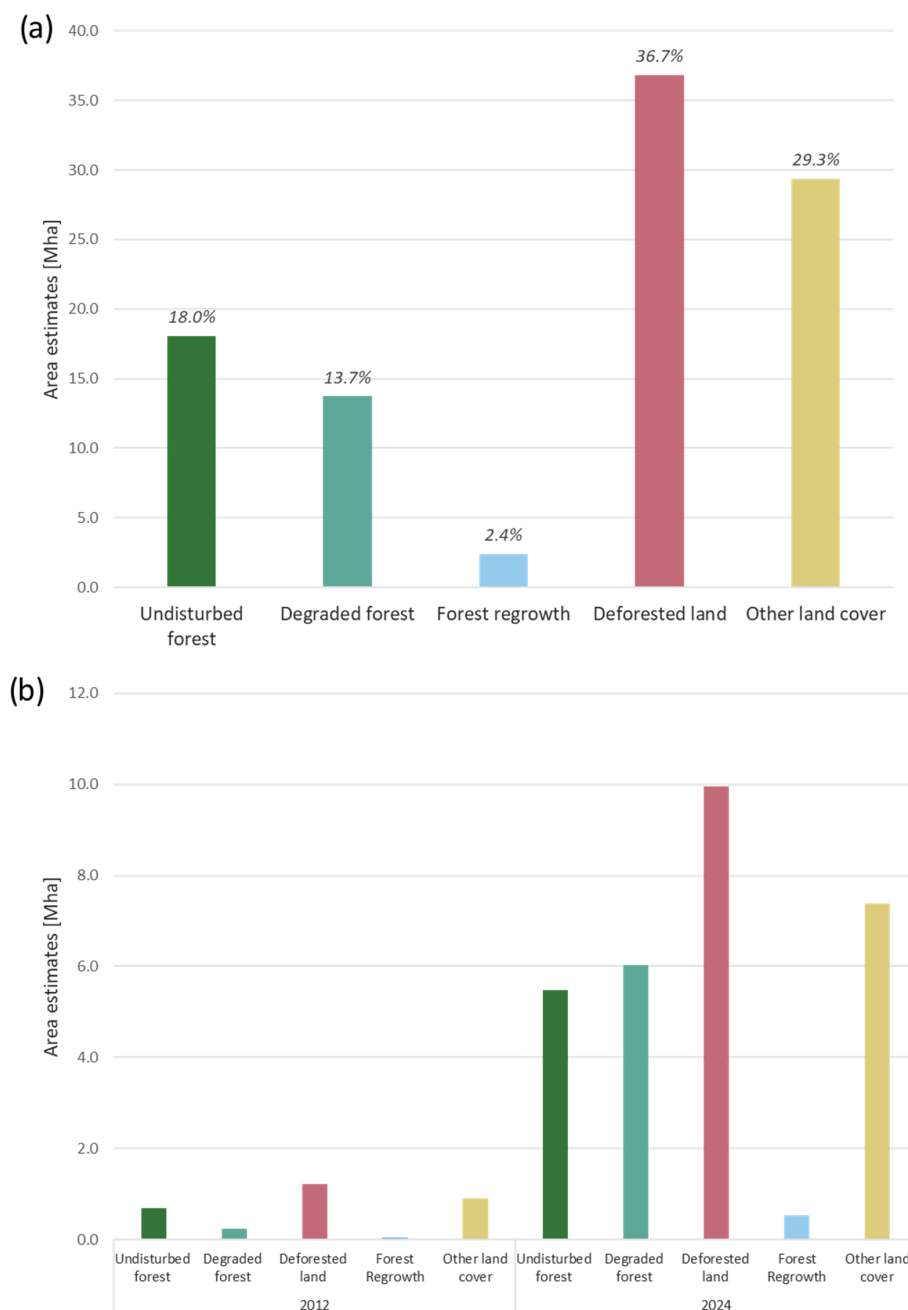 (a)
40.0
35.0
30.0
25.0
20.0
15.0
10.0
5.0
0.0
Area estimates [Mha]
18.0%
13.7%
2.4%
36.7%
29.3%
Undisturbed
forest
Degraded forest
Forest regrowth
Deforested land
Other land cover
(b)
12.0
10.0
8.0
6.0
4.0
2.0
0.0
Area estimates [Mha]
Undisturbed
forest
Degraded
forest
Deforested
land
Forest
Regrowth
Other land
cover
Undisturbed
forest
Degraded
forest
Deforested
land
Forest
Regrowth
Other land
cover
2012
2024